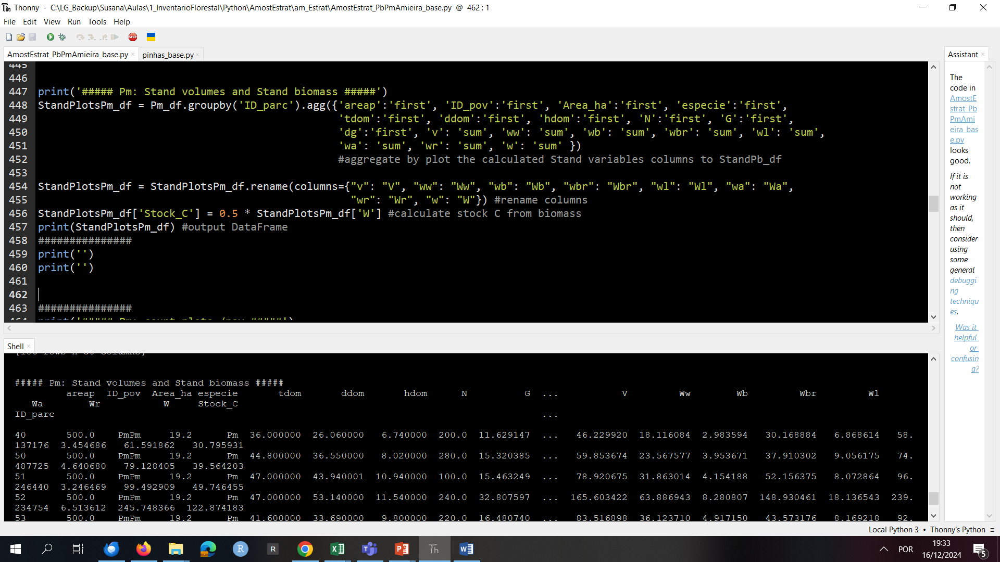 Thonny - C:\LG_Backup\Susana\Aulas\1_InventarioFlorestal\Python\AmostEstrat\am_Estrat\AmostEstrat_PbPmAmieira_base.py @ 462 : 1
File Edit View Run Tools Help
AmostEstrat_PbPmAmieira_base.py × pinhas_base.py ×
445
446
447 print('##### Pm: Stand volumes and Stand biomass #####')
448 StandPlotsPm_df = Pm_df.groupby('ID_parc').agg({'areap':'first', 'ID_pov':'first', 'Area_ha':'first', 'especie':'first',
449 'tdom':'first', 'ddom':'first', 'hdom':'first', 'N':'first', 'G':'first',
450 'dg':'first', 'v': 'sum', 'ww': 'sum', 'wb': 'sum', 'wbr': 'sum', 'wl': 'sum',
451 'wa': 'sum', 'wr': 'sum', 'w': 'sum' })
452 #aggregate by plot the calculated Stand variables columns to StandPb_df
453
454 StandPlotsPm_df = StandPlotsPm_df.rename(columns={"v": "V", "ww": "Ww", "wb": "Wb", "wbr": "Wbr", "wl": "Wl", "wa": "Wa",
455 "wr": "Wr", "w": "W"}) #rename columns
456 StandPlotsPm_df['Stock_C'] = 0.5 * StandPlotsPm_df['W'] #calculate stock C from biomass
457 print(StandPlotsPm_df) #output DataFrame
458 ###############
459 print('')
460 print('')
461
462
463 ###############
464 print('##### Pm: count plots /pov #####')
Shell ×
##### Pm: Stand volumes and Stand biomass #####
areap ID_pov Area_ha especie tdom ddom hdom N G ... V Ww Wb Wbr Wl
Wa Wr W Stock_C
ID_parc ...
40 500.0 PmPm 19.2 Pm 36.000000 26.060000 6.740000 200.0 11.629147 ... 46.229920 18.116084 2.983594 30.168884 6.868614 58.
137176 3.454686 61.591862 30.795931
50 500.0 PmPm 19.2 Pm 44.800000 36.550000 8.020000 280.0 15.320385 ... 59.853674 23.567577 3.953671 37.910302 9.056175 74.
487725 4.640680 79.128405 39.564203
51 500.0 PmPm 19.2 Pm 47.000000 43.940001 10.940000 100.0 15.463249 ... 78.920675 31.863014 4.154188 52.156375 8.072864 96.
246440 3.246469 99.492909 49.746455
52 500.0 PmPm 19.2 Pm 47.000000 53.140000 11.540000 240.0 32.807597 ... 165.603422 63.886943 8.280807 148.930461 18.136543 239.
234754 6.513612 245.748366 122.874183
53 500.0 PmPm 19.2 Pm 41.600000 33.690000 9.800000 220.0 16.480740 ... 83.516898 36.123710 4.917150 43.573176 8.169218 92.
Assistant ×
The
code in
AmostE
strat_Pb
PmAmi
eira_bas
e.py
looks
good.
If it is
not
working
as it
should,
then
consider
using
some
general
debuggi
ng
techniqu
es.
Was it
helpful
or
confusin
g?
Local Python 3 • Thonny's Python ≡
POR
19:33
16/12/2024
5